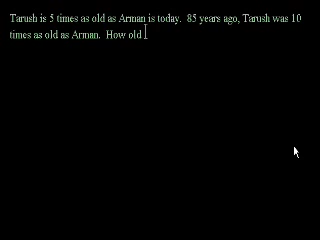 Tarush is 5 times as old as Arman is today.  85 years ago, Tarush was 10
times as old as Arman.  How old